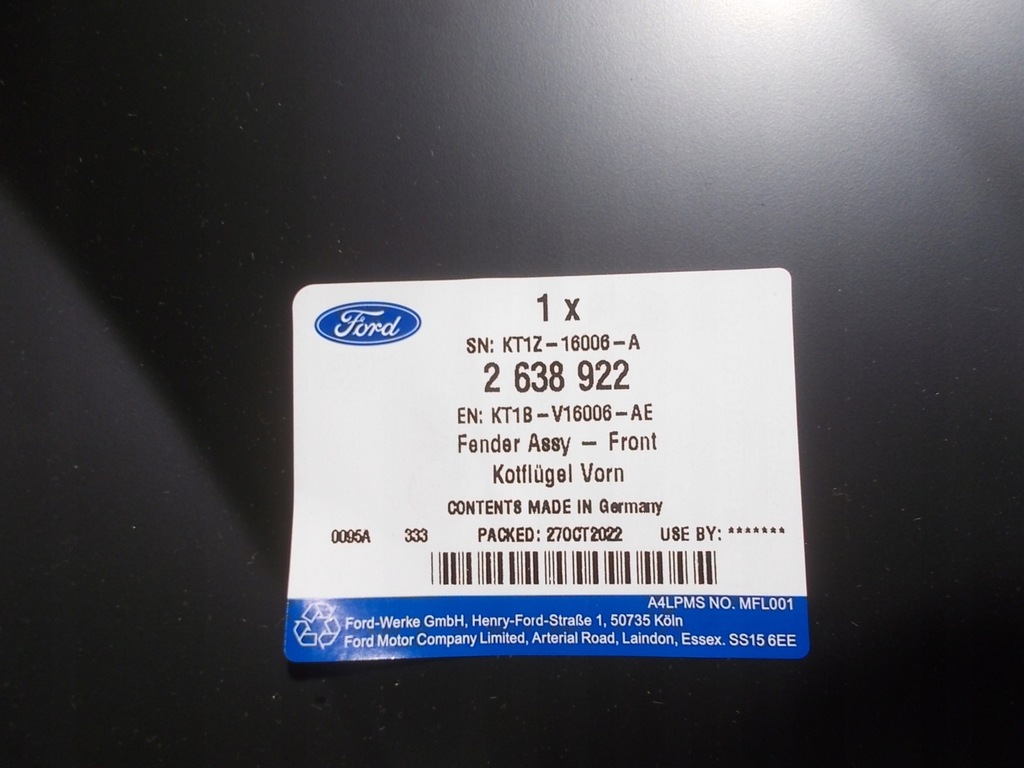 Ford
1 x
SN: KT1Z-16006-A
2 638 922
EN: KT1B-V16006-AE
Fender Assy - Front
Kotflügel Vorn
CONTENTS MADE IN Germany
0095A 333 PACKED: 27OCT2022 USE BY: *******
A4LPMS NO. MFL001
Ford-Werke GmbH, Henry-Ford-Straße 1, 50735 Köln
Ford Motor Company Limited, Arterial Road, Laindon, Essex. SS15 6EE